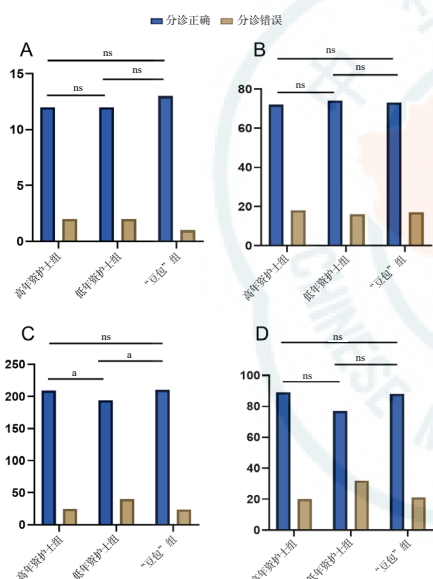 分诊正确 分诊错误
A
ns
ns
ns
15
10
5
0
高年资护士组
低年资护士组
“豆包”组
B
ns
ns
ns
80
60
40
20
0
高年资护士组
低年资护士组
“豆包”组
C
ns
a
a
250
200
150
100
50
0
高年资护士组
低年资护士组
“豆包”组
D
ns
ns
ns
100
80
60
40
20
0
高年资护士组
低年资护士组
“豆包”组
CHINESE M